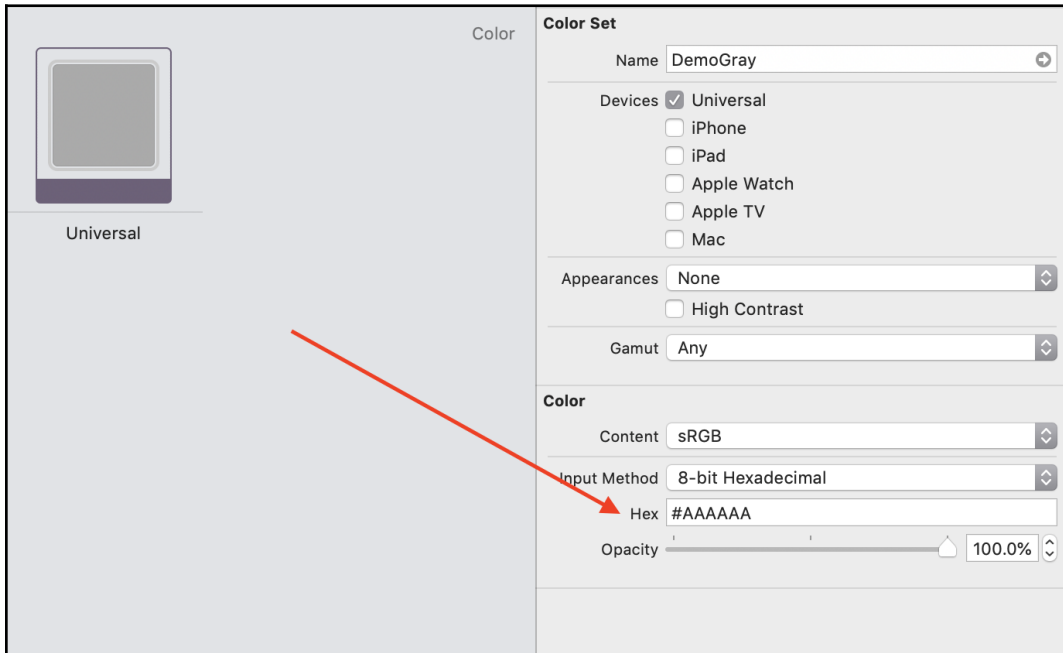 Color
Universal
Color Set
Name DemoGray
Devices Universal
iPhone
iPad
Apple Watch
Apple TV
Mac
Appearances None
High Contrast
Gamut Any
Color
Content sRGB
Input Method 8-bit Hexadecimal
Hex #AAAAAA
Opacity 100.0%